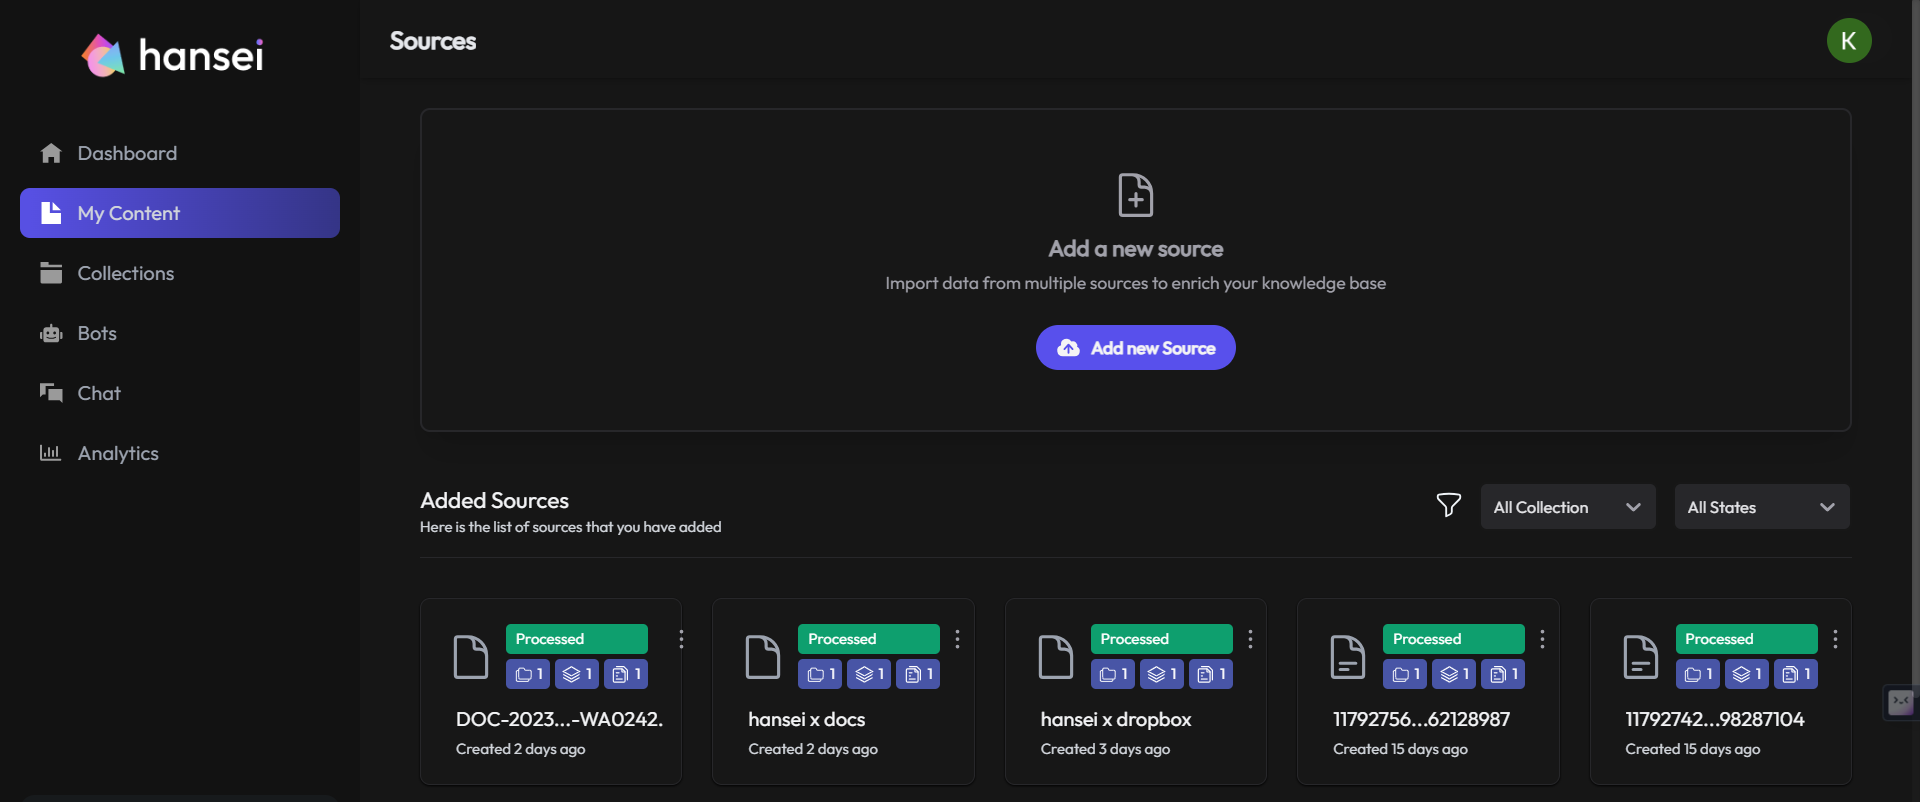 hansei
Sources
K
Dashboard
My Content
Collections
Bots
Chat
Analytics
Add a new source
Import data from multiple sources to enrich your knowledge base
Add new Source
Added Sources
Here is the list of sources that you have added
All Collection
All States
Processed
1 1 1
DOC-2023...-WA0242.
Created 2 days ago
Processed
1 1 1
hansei x docs
Created 2 days ago
Processed
1 1 1
hansei x dropbox
Created 3 days ago
Processed
1 1 1
11792756...62128987
Created 15 days ago
Processed
1 1 1
11792742...98287104
Created 15 days ago